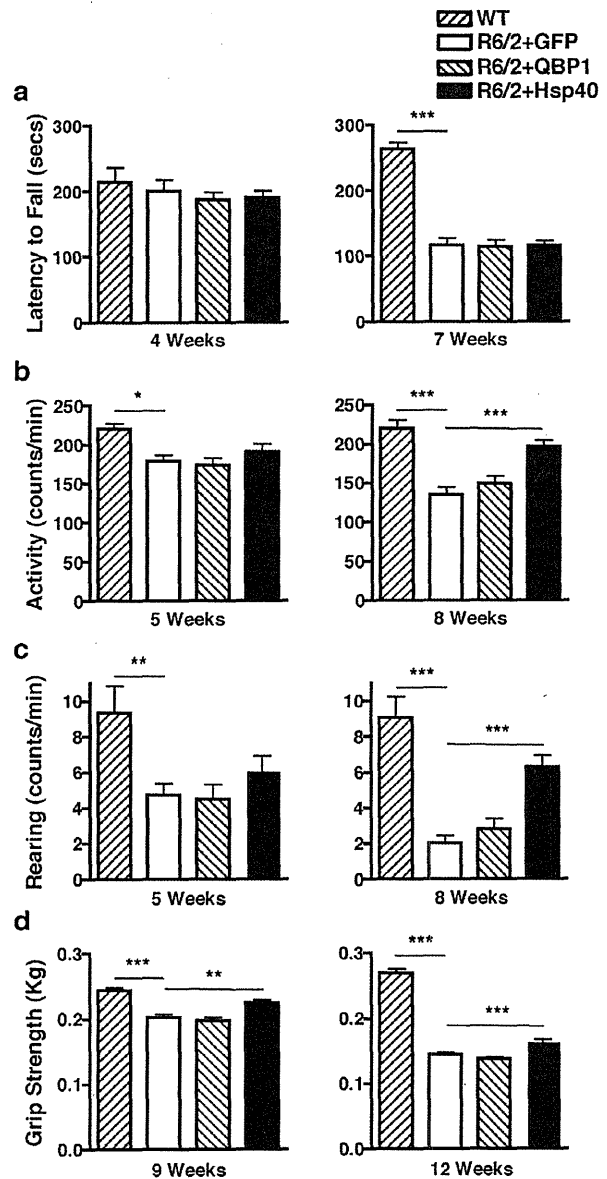 WT
R6/2+GFP
R6/2+QBP1
R6/2+Hsp40
a
Latency to Fall (secs)
300
200
100
0
4 Weeks
***
300
200
100
0
7 Weeks
b
Activity (counts/min)
*
250
200
150
100
50
0
5 Weeks
*** ***
250
200
150
100
50
0
8 Weeks
c
Rearing (counts/min)
**
10
8
6
4
2
0
5 Weeks
***
***
10
8
6
4
2
0
8 Weeks
d
Grip Strength (Kg)
*** **
0.3
0.2
0.1
0.0
9 Weeks
***
***
0.3
0.2
0.1
0.0
12 Weeks